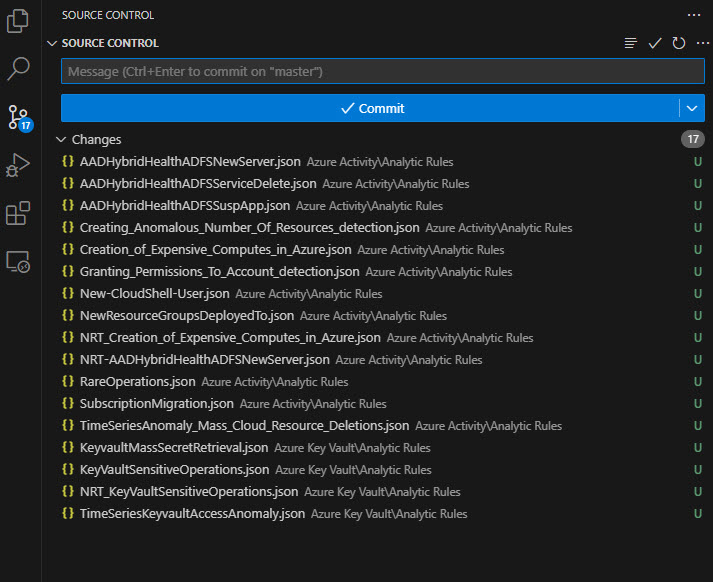 SOURCE CONTROL ...
SOURCE CONTROL ...
Message (Ctrl+Enter to commit on "master")
Commit
17
Changes 17
{} AADHybridHealthADFSNewServer.json Azure Activity\Analytic Rules U
{} AADHybridHealthADFSServiceDelete.json Azure Activity\Analytic Rules U
{} AADHybridHealthADFSSuspApp.json Azure Activity\Analytic Rules U
{} Creating_Anomalous_Number_Of_Resources_detection.json Azure Activity\Analytic Rules U
{} Creation_of_Expensive_Computes_in_Azure.json Azure Activity\Analytic Rules U
{} Granting_Permissions_To_Account_detection.json Azure Activity\Analytic Rules U
{} New-CloudShell-User.json Azure Activity\Analytic Rules U
{} NewResourceGroupsDeployedTo.json Azure Activity\Analytic Rules U
{} NRT_Creation_of_Expensive_Computes_in_Azure.json Azure Activity\Analytic Rules U
{} NRT-AADHybridHealthADFSNewServer.json Azure Activity\Analytic Rules U
{} RareOperations.json Azure Activity\Analytic Rules U
{} SubscriptionMigration.json Azure Activity\Analytic Rules U
{} TimeSeriesAnomaly_Mass_Cloud_Resource_Deletions.json Azure Activity\Analytic Rules U
{} KeyvaultMassSecretRetrieval.json Azure Key Vault\Analytic Rules U
{} KeyVaultSensitiveOperations.json Azure Key Vault\Analytic Rules U
{} NRT_KeyVaultSensitiveOperations.json Azure Key Vault\Analytic Rules U
{} TimeSeriesKeyvaultAccessAnomaly.json Azure Key Vault\Analytic Rules U